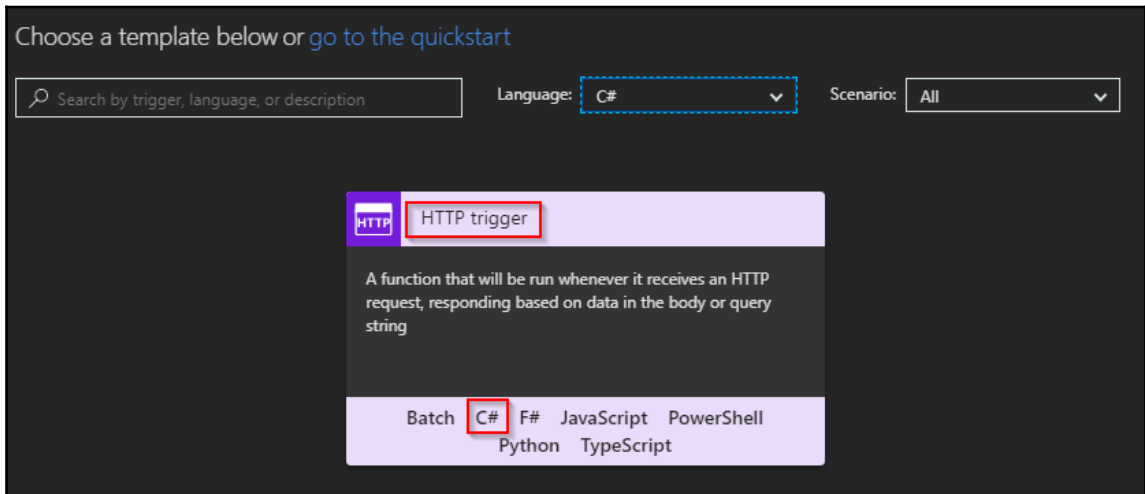 Choose a template below or go to the quickstart
Search by trigger, language, or description
Language: C#
Scenario: All
HTTP
HTTP trigger
A function that will be run whenever it receives an HTTP
request, responding based on data in the body or query
string
Batch C# F# JavaScript PowerShell
Python TypeScript